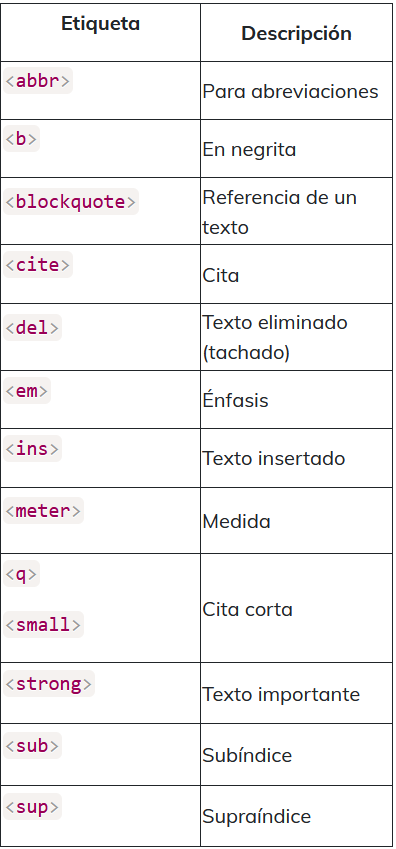 Etiqueta Descripción
<abbr> Para abreviaciones
<b> En negrita
<blockquote> Referencia de un
texto
<cite> Cita
<del> Texto eliminado
(tachado)
<em> Énfasis
<ins> Texto insertado
<meter> Medida
<q>
<small> Cita corta
<strong> Texto importante
<sub> Subíndice
<sup> Supraíndice